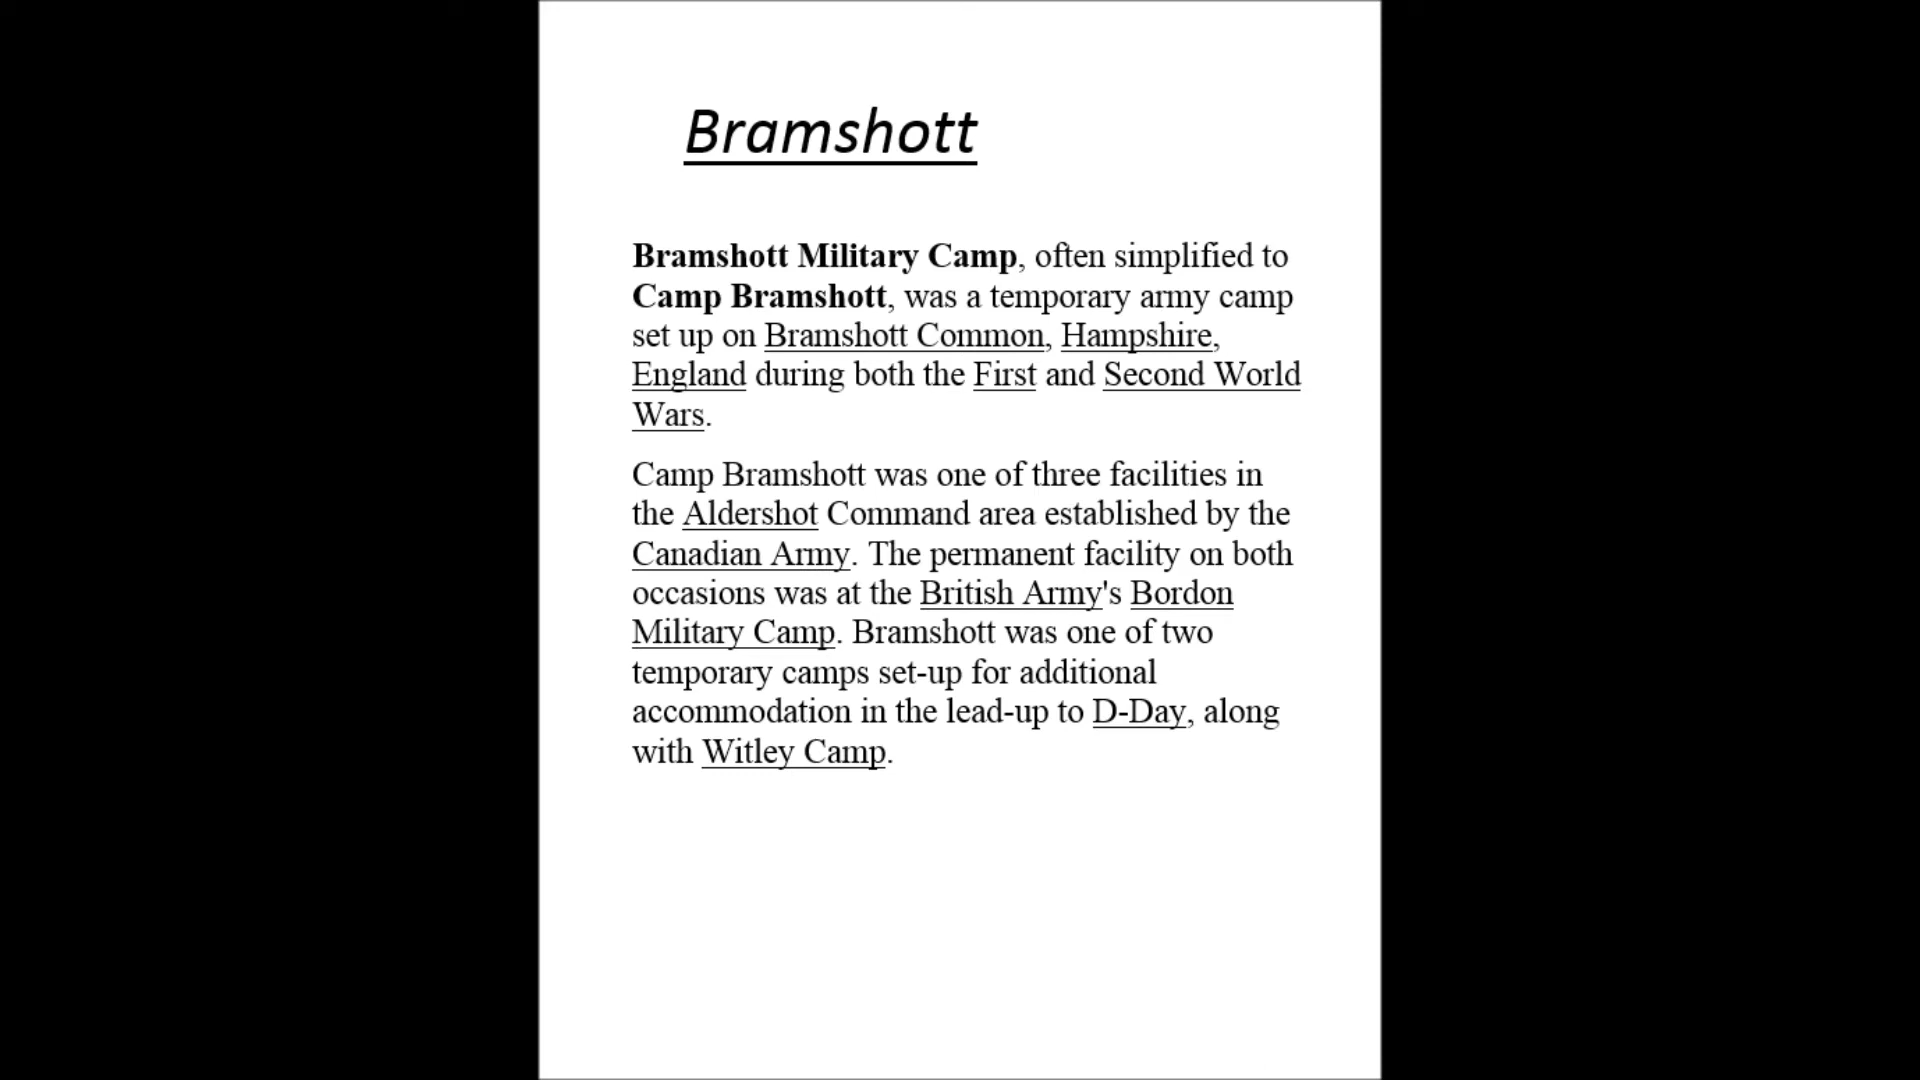 Bramshott
Bramshott Military Camp, often simplified to
Camp Bramshott, was a temporary army camp
set up on Bramshott Common, Hampshire,
England during both the First and Second World
Wars.
Camp Bramshott was one of three facilities in
the Aldershot Command area established by the
Canadian Army. The permanent facility on both
occasions was at the British Army's Bordon
Military Camp. Bramshott was one of two
temporary camps set-up for additional
accommodation in the lead-up to D-Day, along
with Witley Camp.